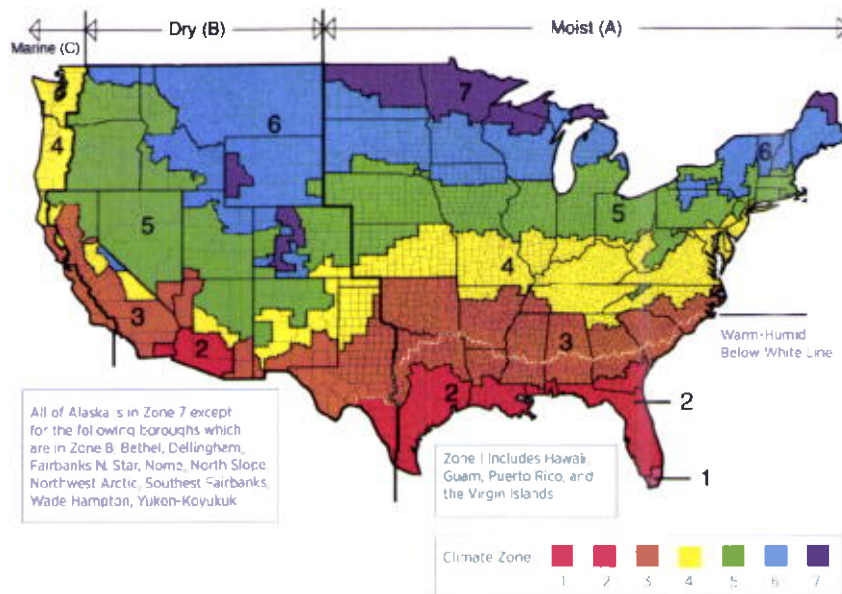 Dry (B)
Moist (A)
Marine (C)
7
6
4
6
5
5
4
3
3
2
2
Warm-Humid
Below White Line
2
1
All of Alaska is in Zone 7 except
for the following boroughs which
are in Zone 8: Bethel, Dellingham,
Fairbanks N. Star, Nome, North Slope,
Northwest Arctic, Southest Fairbanks,
Wade Hampton, Yukon-Koyukuk
Zone 1 includes Hawaii,
Guam, Puerto Rico, and
the Virgin Islands
Climate Zone
1 2 3 4 5 6 7